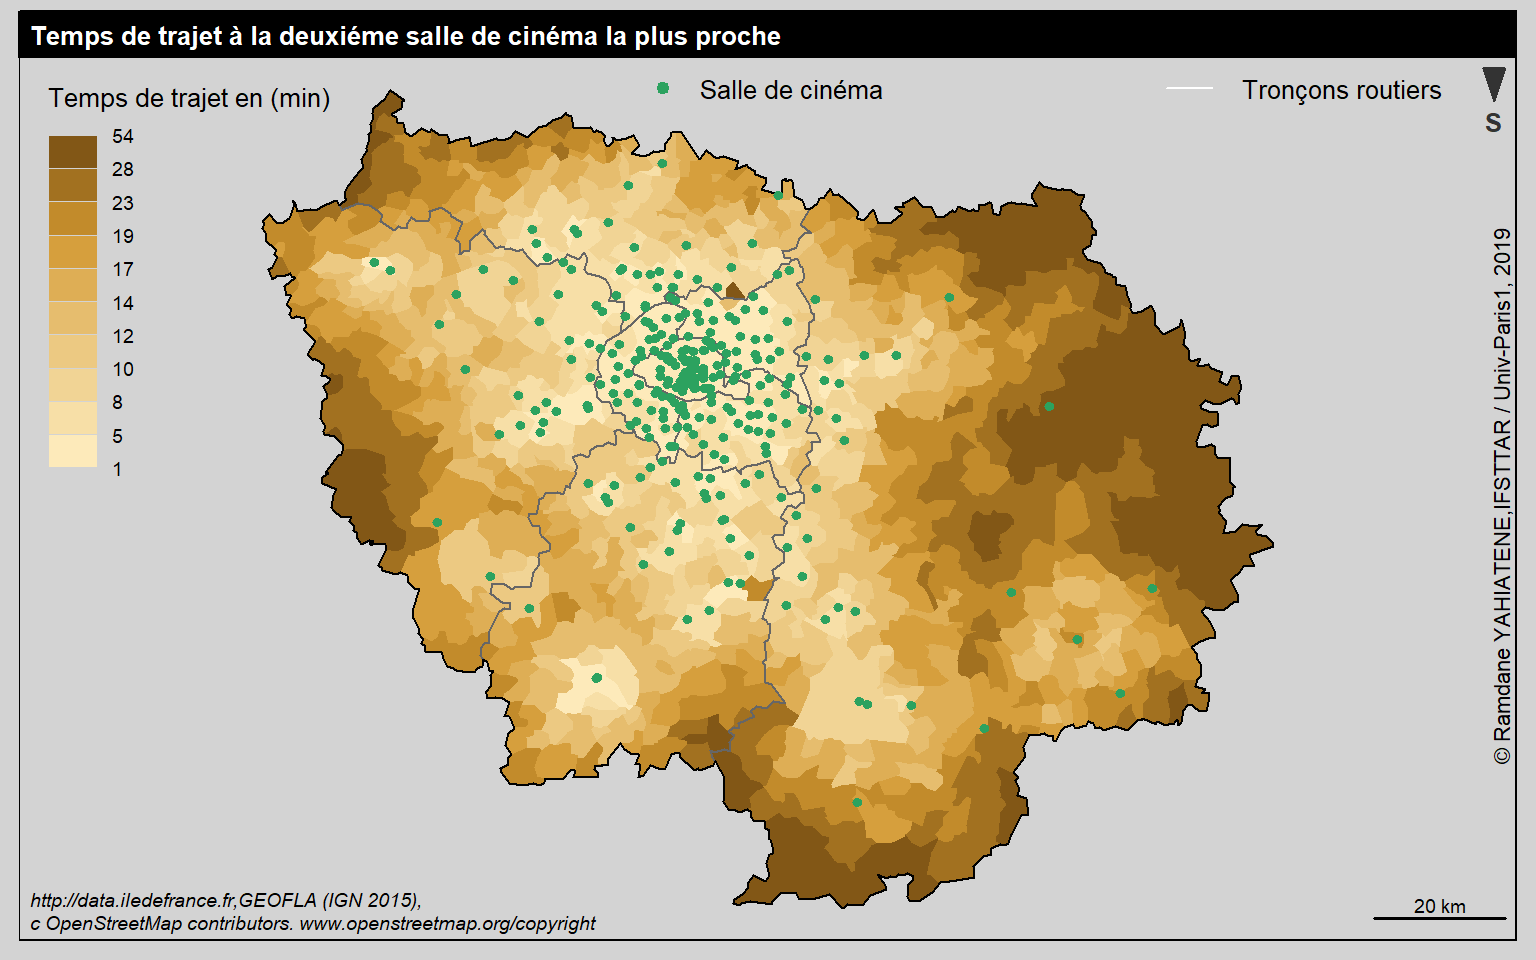 Temps de trajet à la deuxiéme salle de cinéma la plus proche
Temps de trajet en (min)
Salle de cinéma
Tronçons routiers
S
54
28
23
19
17
14
12
10
8
5
1
© Ramdane YAHIATENE,IFSTTAR / Univ-Paris1, 2019
20 km
http://data.iledefrance.fr,GEOFLA (IGN 2015),
c OpenStreetMap contributors. www.openstreetmap.org/copyright